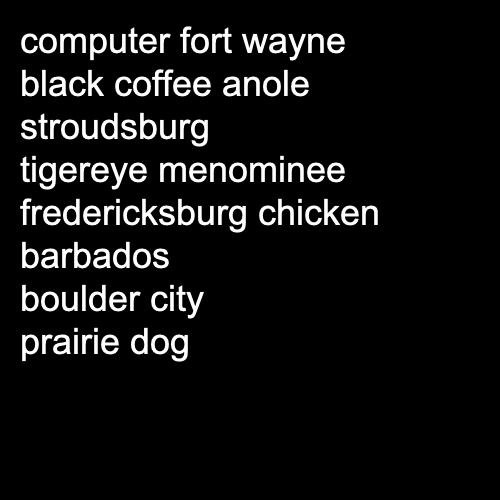 computer fort wayne
black coffee anole
stroudsburg
tigereye menominee
fredericksburg chicken
barbados
boulder city
prairie dog